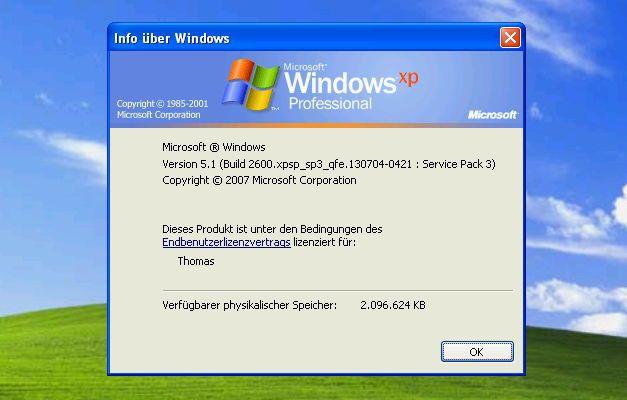 Info über Windows
Microsoft®
Windows xp
Professional
Copyright © 1985-2001
Microsoft Corporation
Microsoft
Microsoft ® Windows
Version 5.1 (Build 2600.xpsp_sp3_qfe.130704-0421 : Service Pack 3)
Copyright © 2007 Microsoft Corporation
Dieses Produkt ist unter den Bedingungen des
Endbenutzerlizenzvertrags lizenziert für:
Thomas
Verfügbarer physikalischer Speicher: 2.096.624 KB
OK